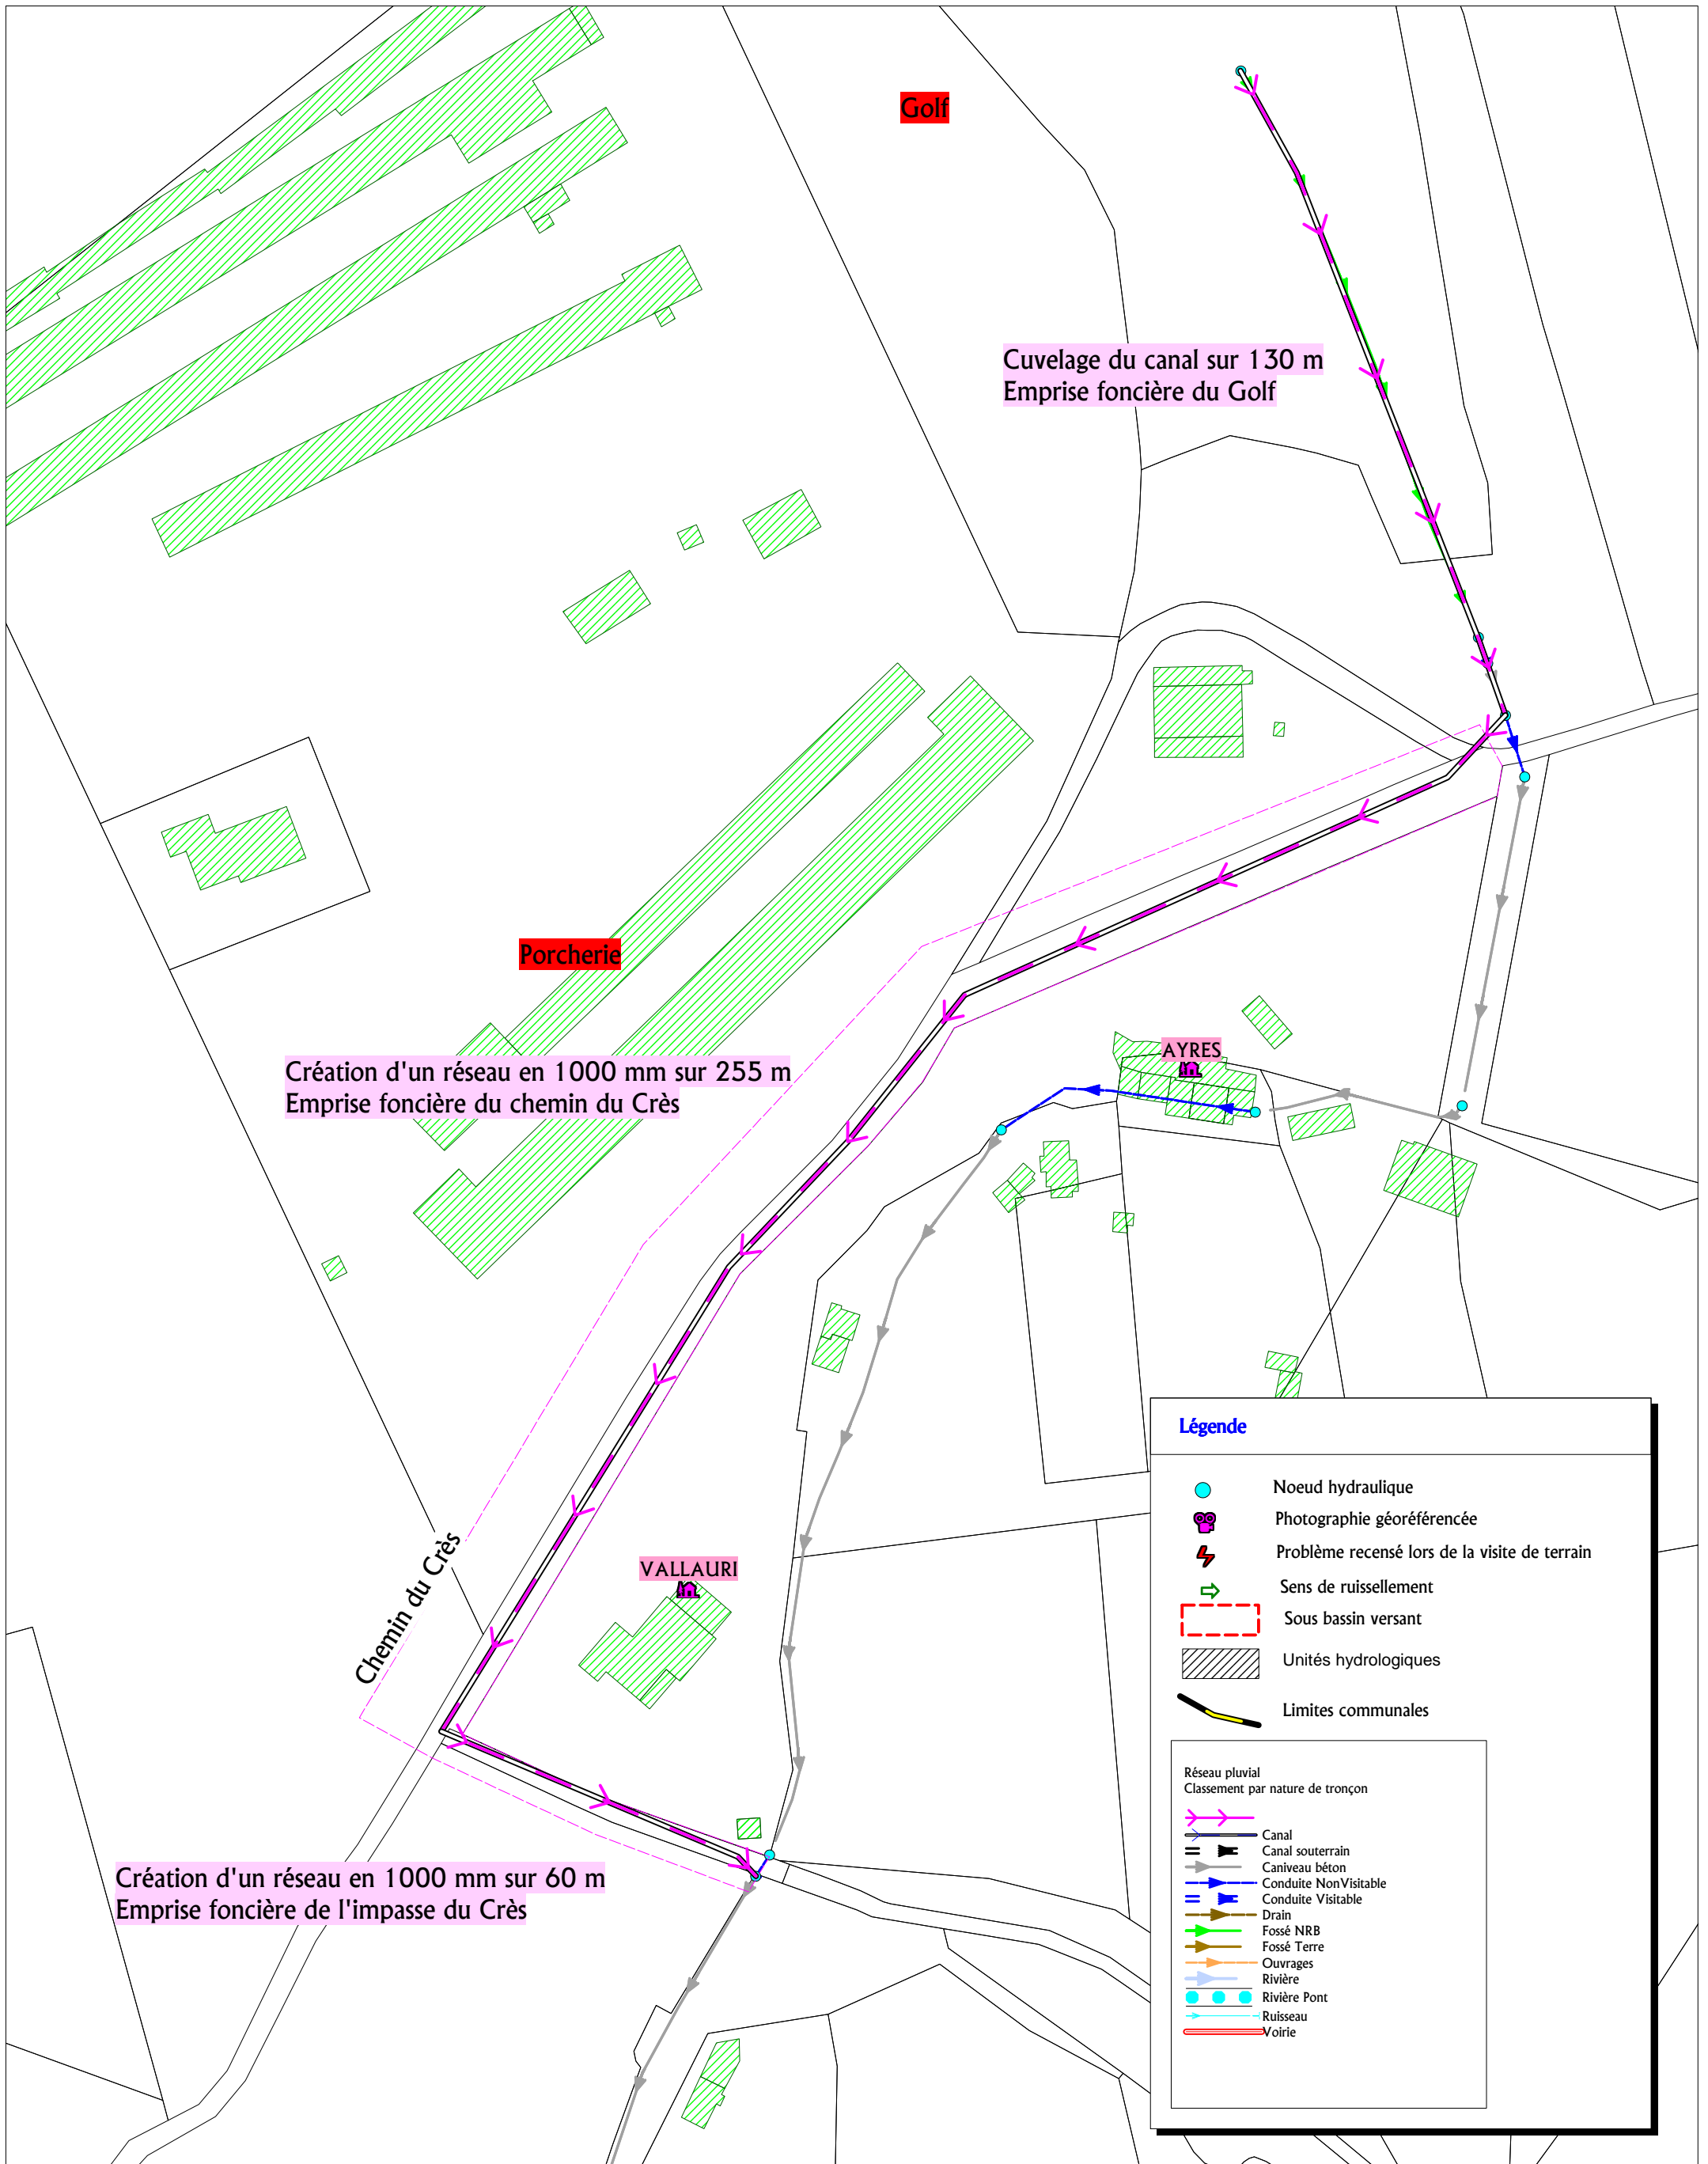 Golf
Cuvelage du canal sur 130 m
Emprise foncière du Golf
Porcherie
Création d'un réseau en 1000 mm sur 255 m
Emprise foncière du chemin du Crès
AYRES
VALLAURI
Chemin du Crès
Création d'un réseau en 1000 mm sur 60 m
Emprise foncière de l'impasse du Crès
Légende
Noeud hydraulique
Photographie géoréférencée
Problème recensé lors de la visite de terrain
Sens de ruissellement
Sous bassin versant
Unités hydrologiques
Limites communales
Réseau pluvial
Classement par nature de tronçon
Canal
Canal souterrain
Caniveau béton
Conduite NonVisitable
Conduite Visitable
Drain
Fossé NRB
Fossé Terre
Ouvrages
Rivière
Rivière Pont
Ruisseau
Voirie